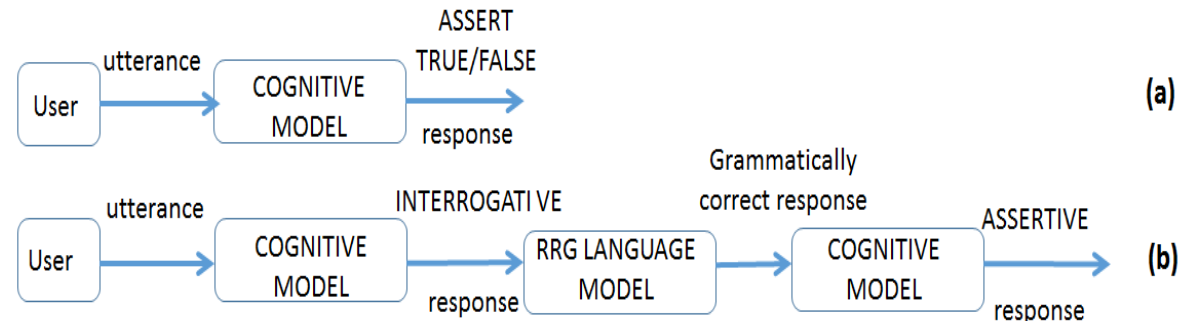 ASSERT
TRUE/FALSE
utterance
User
COGNITIVE
MODEL
response
(a)
Grammatically
correct response
utterance
INTERROGATI VE
ASSERTIVE
User
COGNITIVE
MODEL
response
RRG LANGUAGE
MODEL
COGNITIVE
MODEL
response
(b)